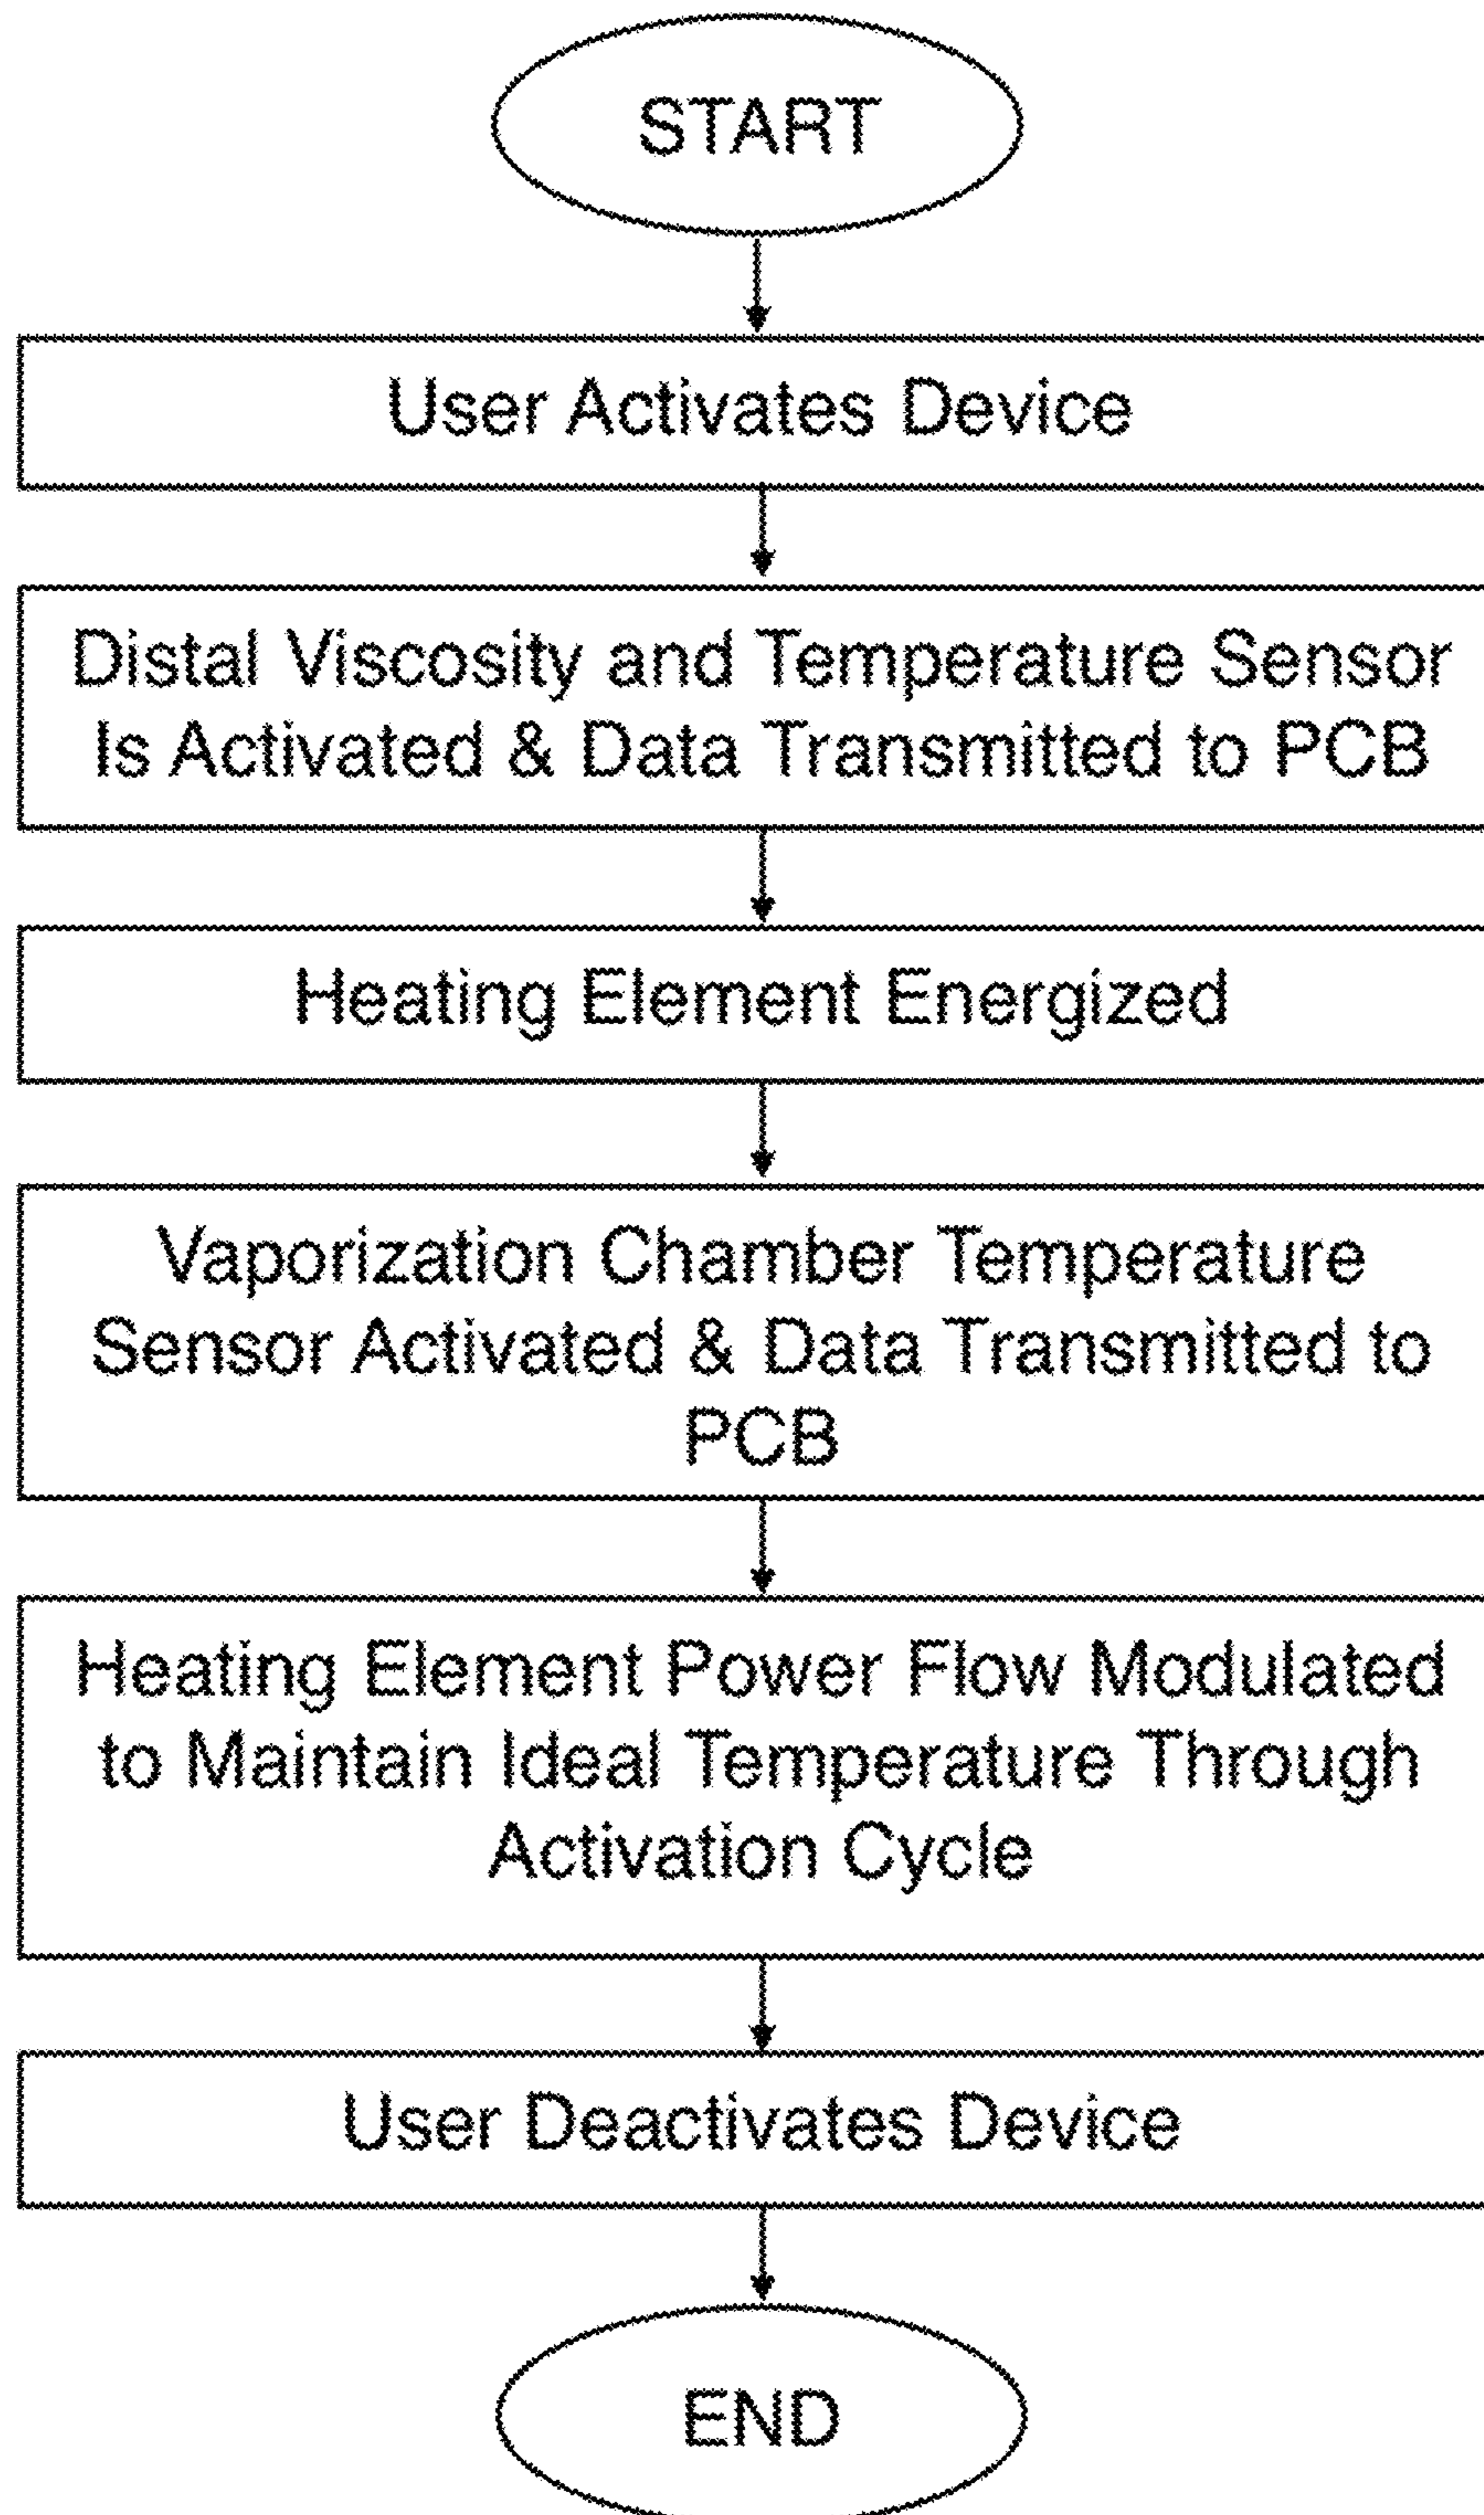 START
User Activates Device
Distal Viscosity and Temperature Sensor
Is Activated & Data Transmitted to PCB
Heating Element Energized
Vaporization Chamber Temperature
Sensor Activated & Data Transmitted to
PCB
Heating Element Power Flow Modulated
to Maintain Ideal Temperature Through
Activation Cycle
User Deactivates Device
END